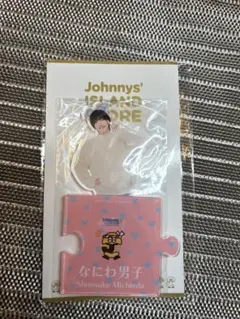 Johnnys'
ISLAND
STORE
なにわ男子
Shunsuke Michieda